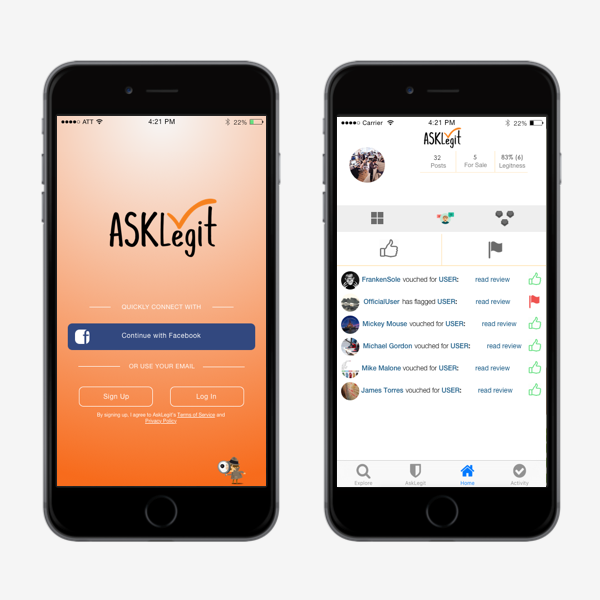 ATT 4:21 PM 22%
ASKLegit
QUICKLY CONNECT WITH
Continue with Facebook
OR USE YOUR EMAIL
Sign Up Log In
By signing up, I agree to AskLegit's Terms of Service and
Privacy Policy
Carrier 4:21 PM 22%
ASKLegit
32 5 83% (6)
Posts For Sale Legitness
FrankenSole vouched for USER: read review
OfficialUser has flagged USER: read review
Mickey Mouse vouched for USER: read review
Michael Gordon vouched for USER: read review
Mike Malone vouched for USER: read review
James Torres vouched for USER: read review
Explore AskLegit Home Activity